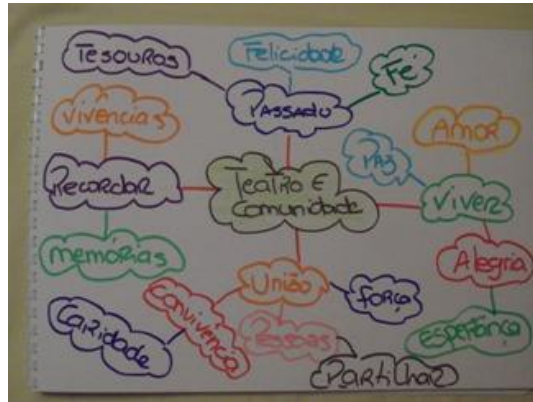 Tesouros
Felicidade
Fé
Passado
Vivências
Amor
Paz
Recordar
Teatro e
Comunidade
Viver
Memórias
Alegria
União
Força
Convivência
Caridade
Pessoas
Esperança
Partilhar